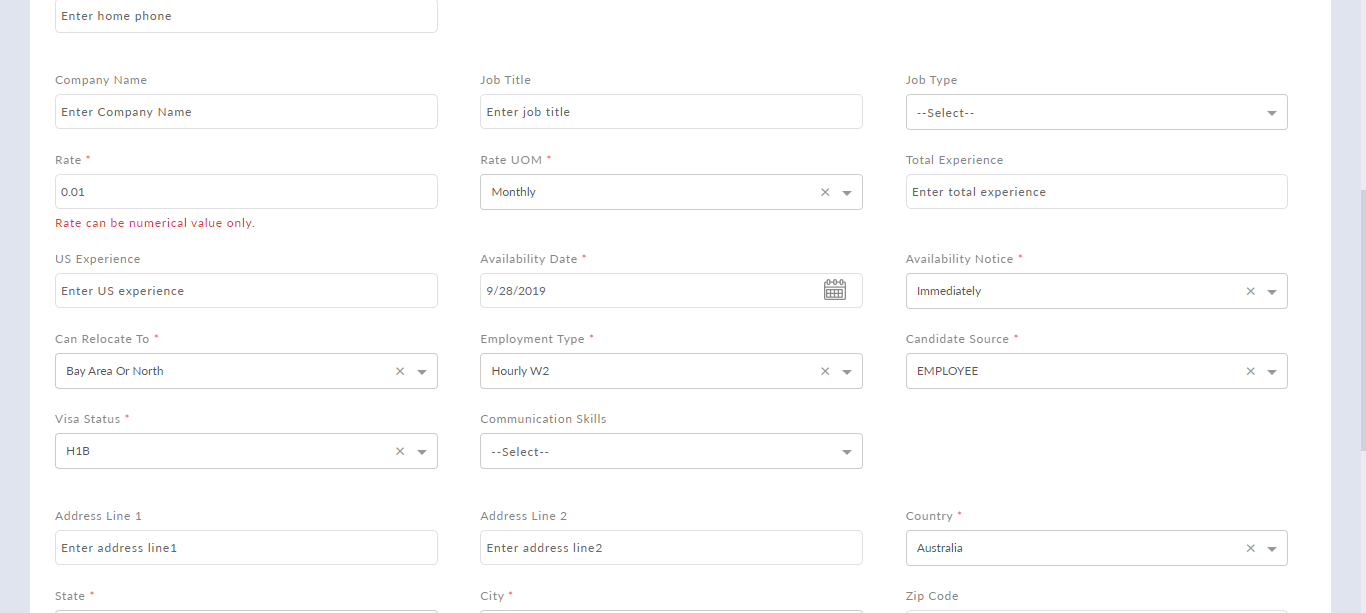 Enter home phone
Company Name Job Title Job Type
Enter Company Name Enter job title --Select--
Rate * Rate UOM * Total Experience
0.01 Monthly × Enter total experience
Rate can be numerical value only.
US Experience Availability Date * Availability Notice *
Enter US experience 9/28/2019 Immediately ×
Can Relocate To * Employment Type * Candidate Source *
Bay Area Or North × Hourly W2 × EMPLOYEE ×
Visa Status * Communication Skills
H1B × --Select--
Address Line 1 Address Line 2 Country *
Enter address line1 Enter address line2 Australia ×
State * City * Zip Code